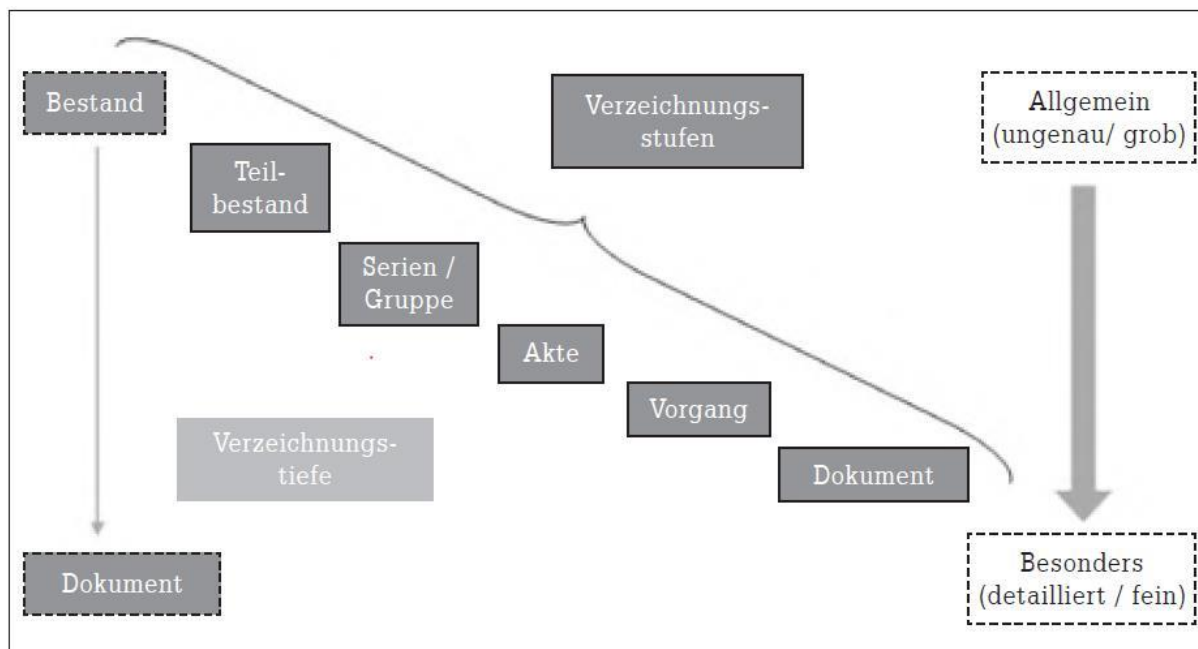 Bestand
Verzeichnungs-
stufen
Allgemein
(ungenau/ grob)
Teil-
bestand
Serien /
Gruppe
Akte
Vorgang
Verzeichnungs-
tiefe
Dokument
Dokument
Besonders
(detailliert / fein)